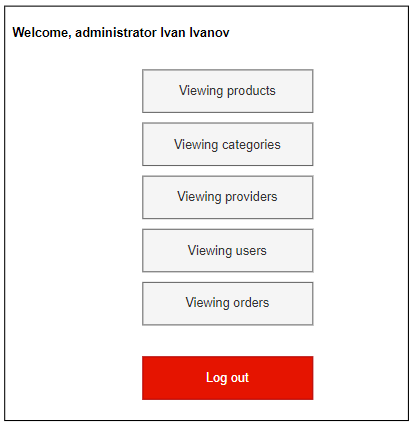 Welcome, administrator Ivan Ivanov
Viewing products
Viewing categories
Viewing providers
Viewing users
Viewing orders
Log out